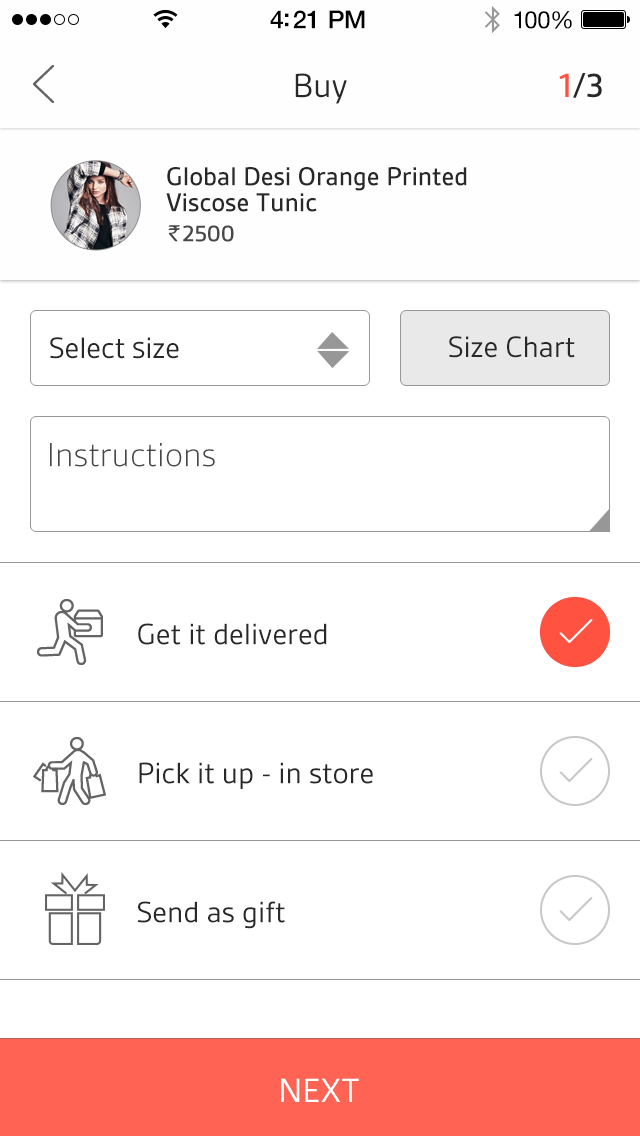 4:21 PM 100%
Buy 1/3
Global Desi Orange Printed
Viscose Tunic
₹2500
Select size Size Chart
Instructions
Get it delivered
Pick it up - in store
Send as gift
NEXT